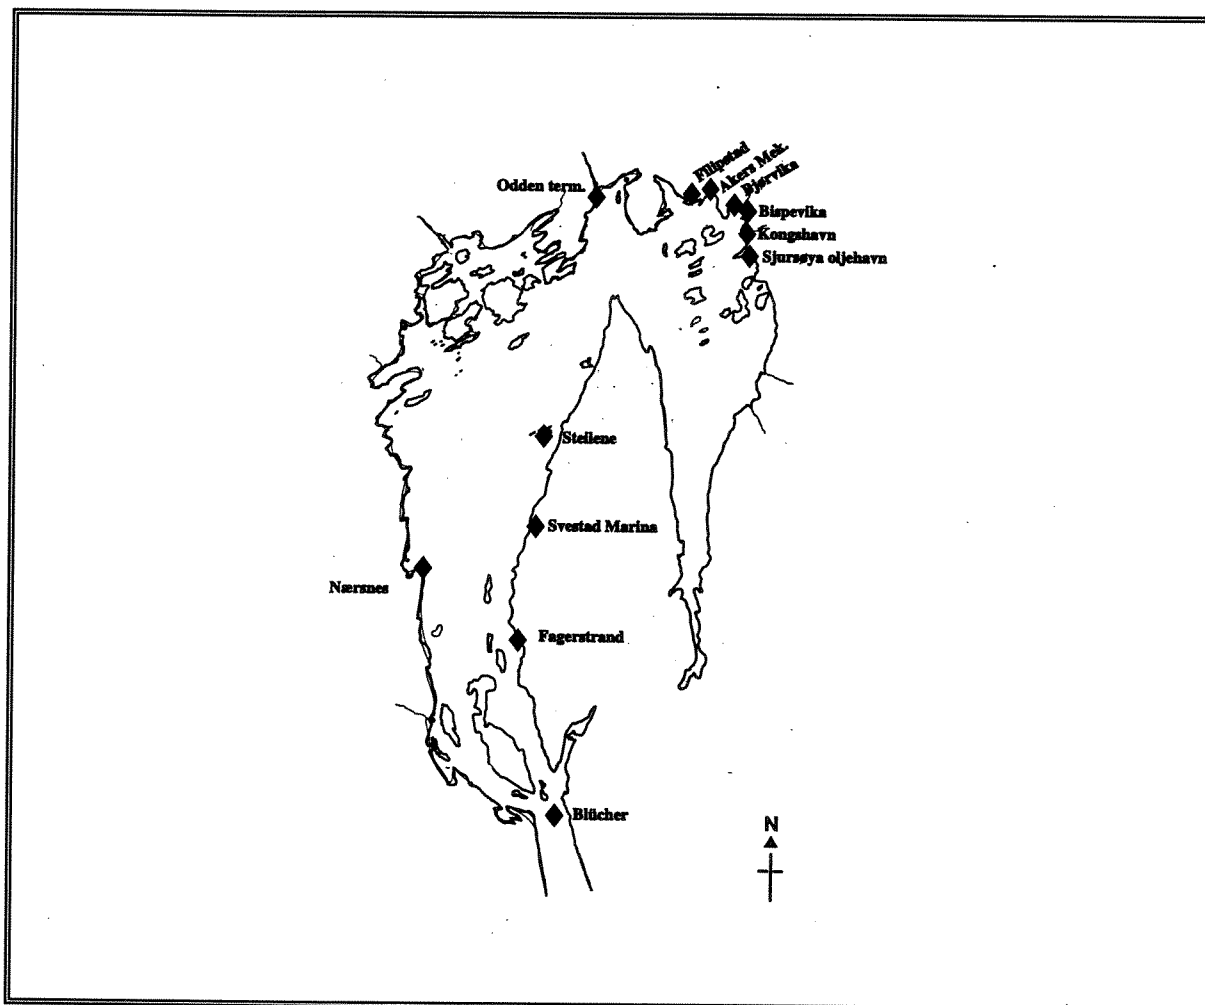 Filipstad
Akers Mek.
Bjørvika
Odden term.
Bispevika
Kongshavn
Sjursøya oljehavn
Steilene
Svestad Marina
Nærsnes
Fagerstrand
Blücher
N